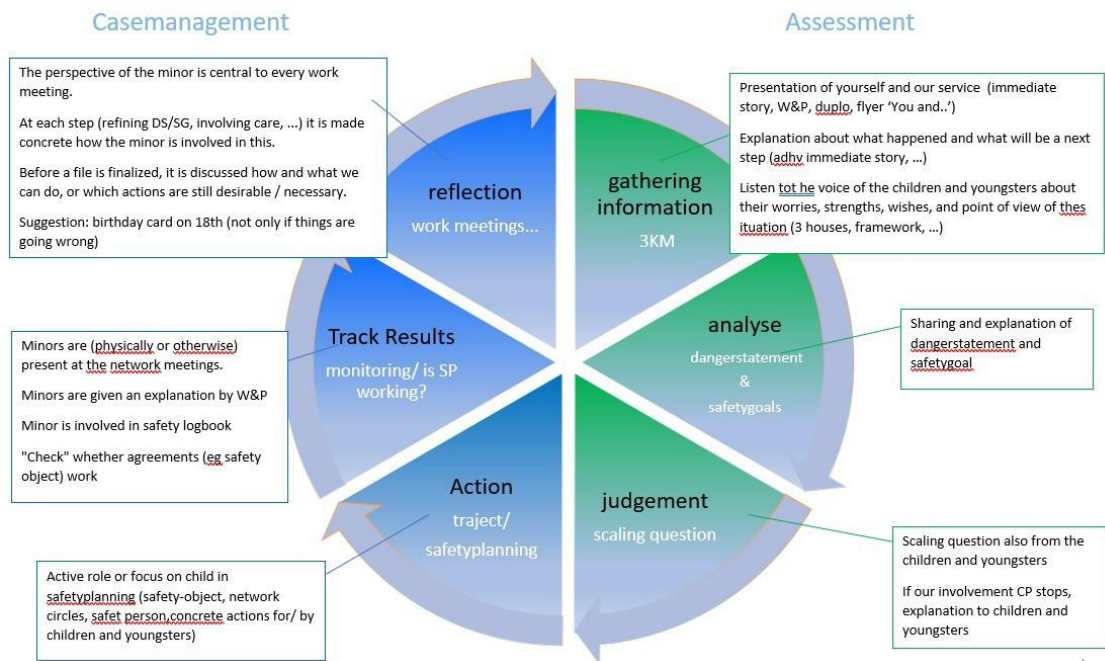 Casemanagement
Assessment
The perspective of the minor is central to every work
meeting.
At each step (refining DS/SG, involving care, ...) it is made
concrete how the minor is involved in this.
Before a file is finalized, it is discussed how and what we
can do, or which actions are still desirable / necessary.
Suggestion: birthday card on 18th (not only if things are
going wrong)
Presentation of yourself and our service  (immediate
story, W&P, duplo, flyer ‘You and..’)
Explanation about what happened and what will be a next
step (adhv immediate story, ...)
Listen tot he voice of the children and youngsters about
their worries, strengths, wishes, and point of view of thes
ituation (3 houses, framework, ...)
reflection
work meetings...
gathering
information
3KM
Track Results
monitoring/ is SP
working?
analyse
dangerstatement
&
safetygoals
Minors are (physically or otherwise)
present at the network meetings.
Minors are given an explanation by W&P
Minor is involved in safety logbook
"Check" whether agreements (eg safety
object) work
Sharing and explanation of
dangerstatement and
safetygoal
Action
traject/
safetyplanning
judgement
scaling question
Active role or focus on child in
safetyplanning (safety-object, network
circles, safet person,concrete actions for/ by
children and youngsters)
Scaling question also from the
children and youngsters
If our involvement CP stops,
explanation to children and
youngsters